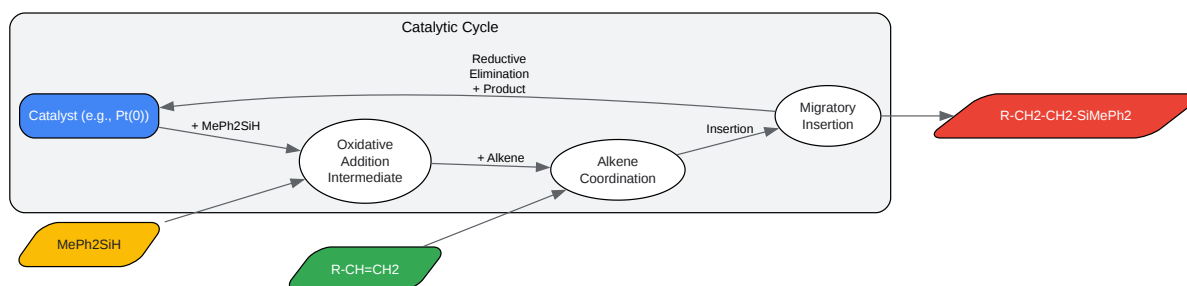 Catalytic Cycle
Reductive
Elimination
+ Product
Catalyst (e.g., Pt(0))
+ MePh2SiH
Oxidative
Addition
Intermediate
+ Alkene
Alkene
Coordination
Insertion
Migratory
Insertion
R-CH2-CH2-SiMePh2
MePh2SiH
R-CH=CH2